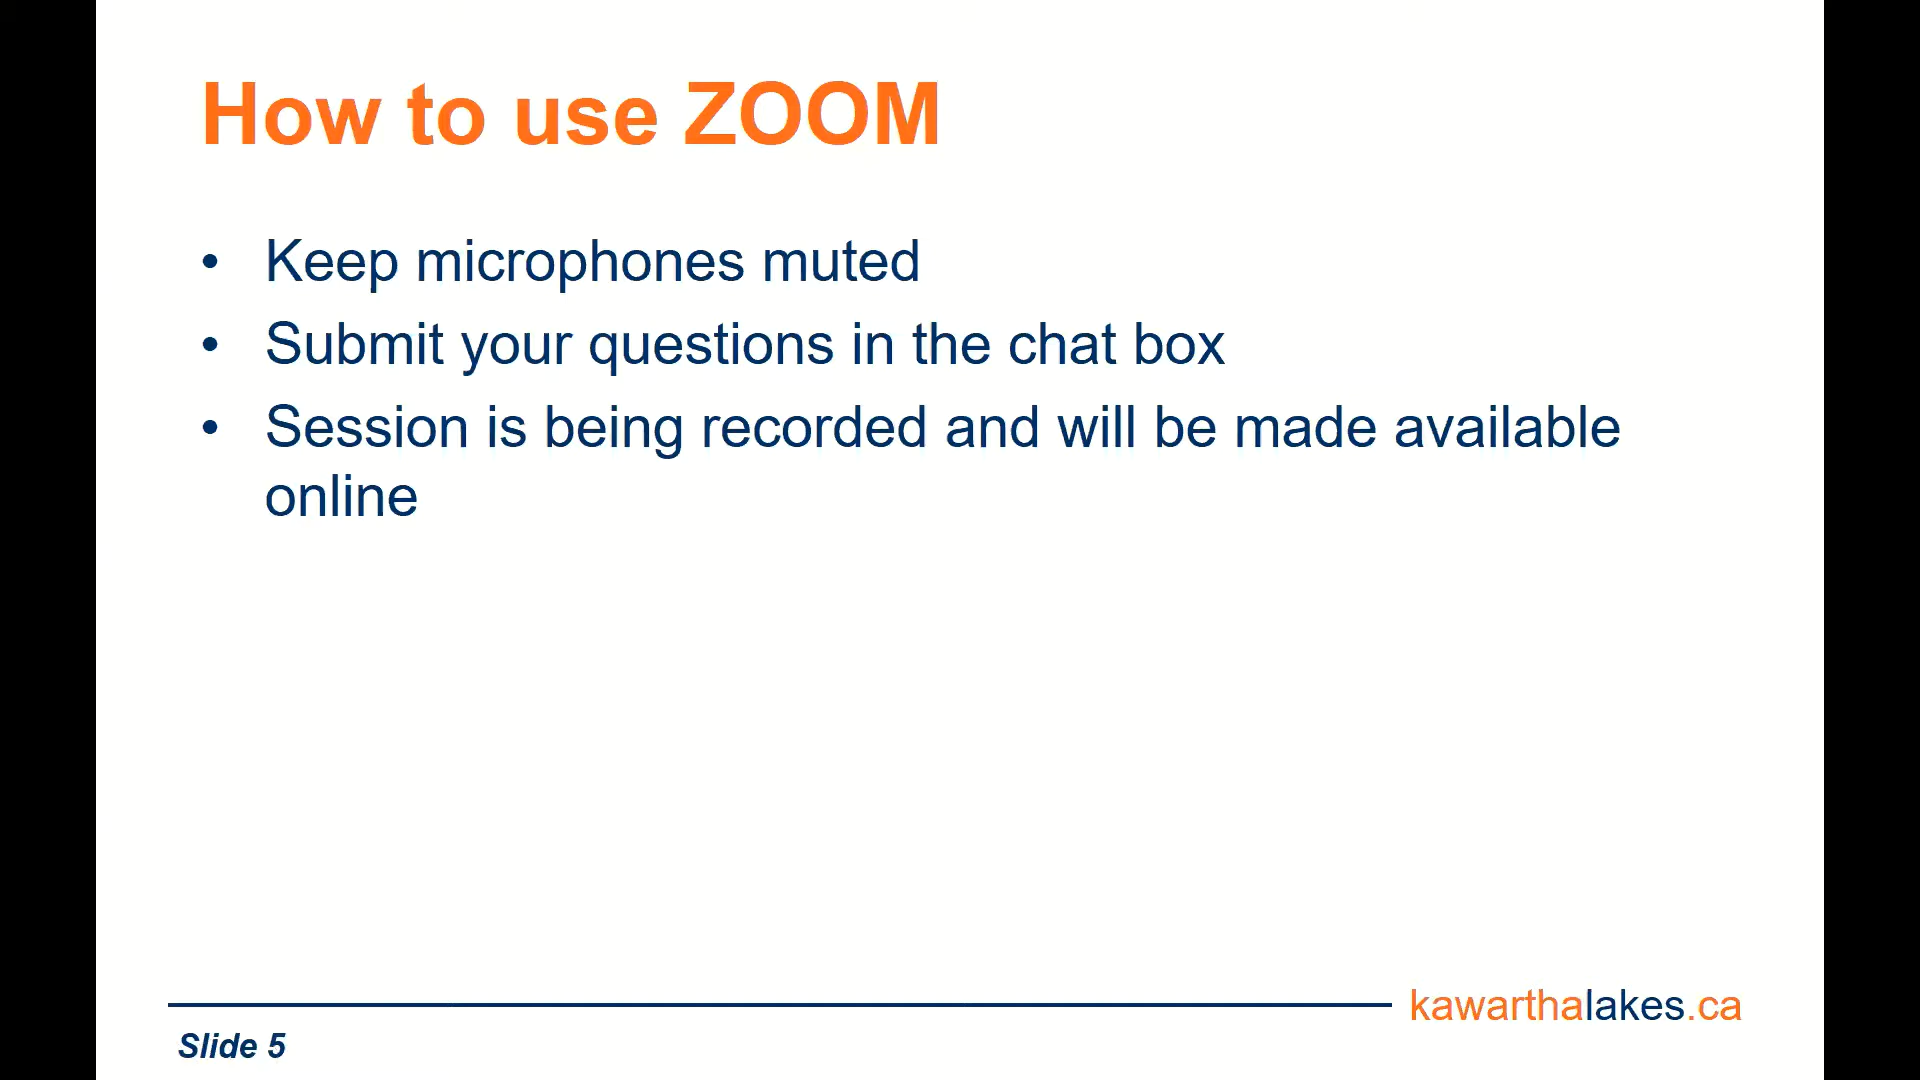 How to use ZOOM
• Keep microphones muted
• Submit your questions in the chat box
• Session is being recorded and will be made available
online
kawarthalakes.ca
Slide 5